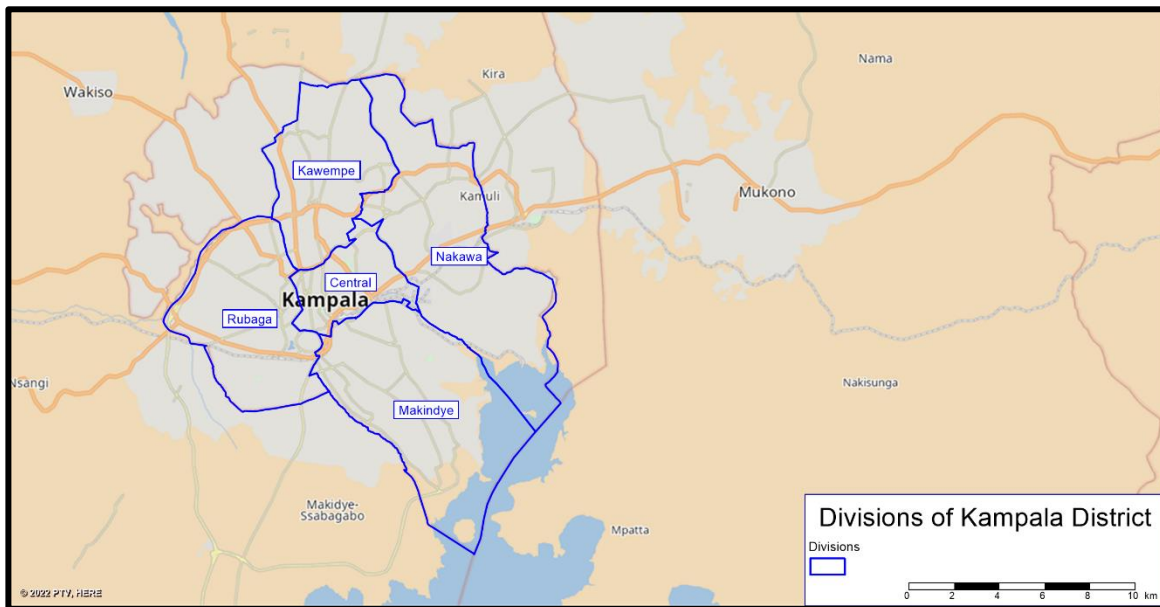 Kira
Nama
Wakiso
Kawempe
Kamuli
Mukono
Nakawa
Central
Kampala
Rubaga
Nsangi
Nakisunga
Makindye
Makidye-
Ssabagabo
Mpatta
Divisions of Kampala District
Divisions
0 2 4 6 8 10 km
© 2022 PTV, HERE